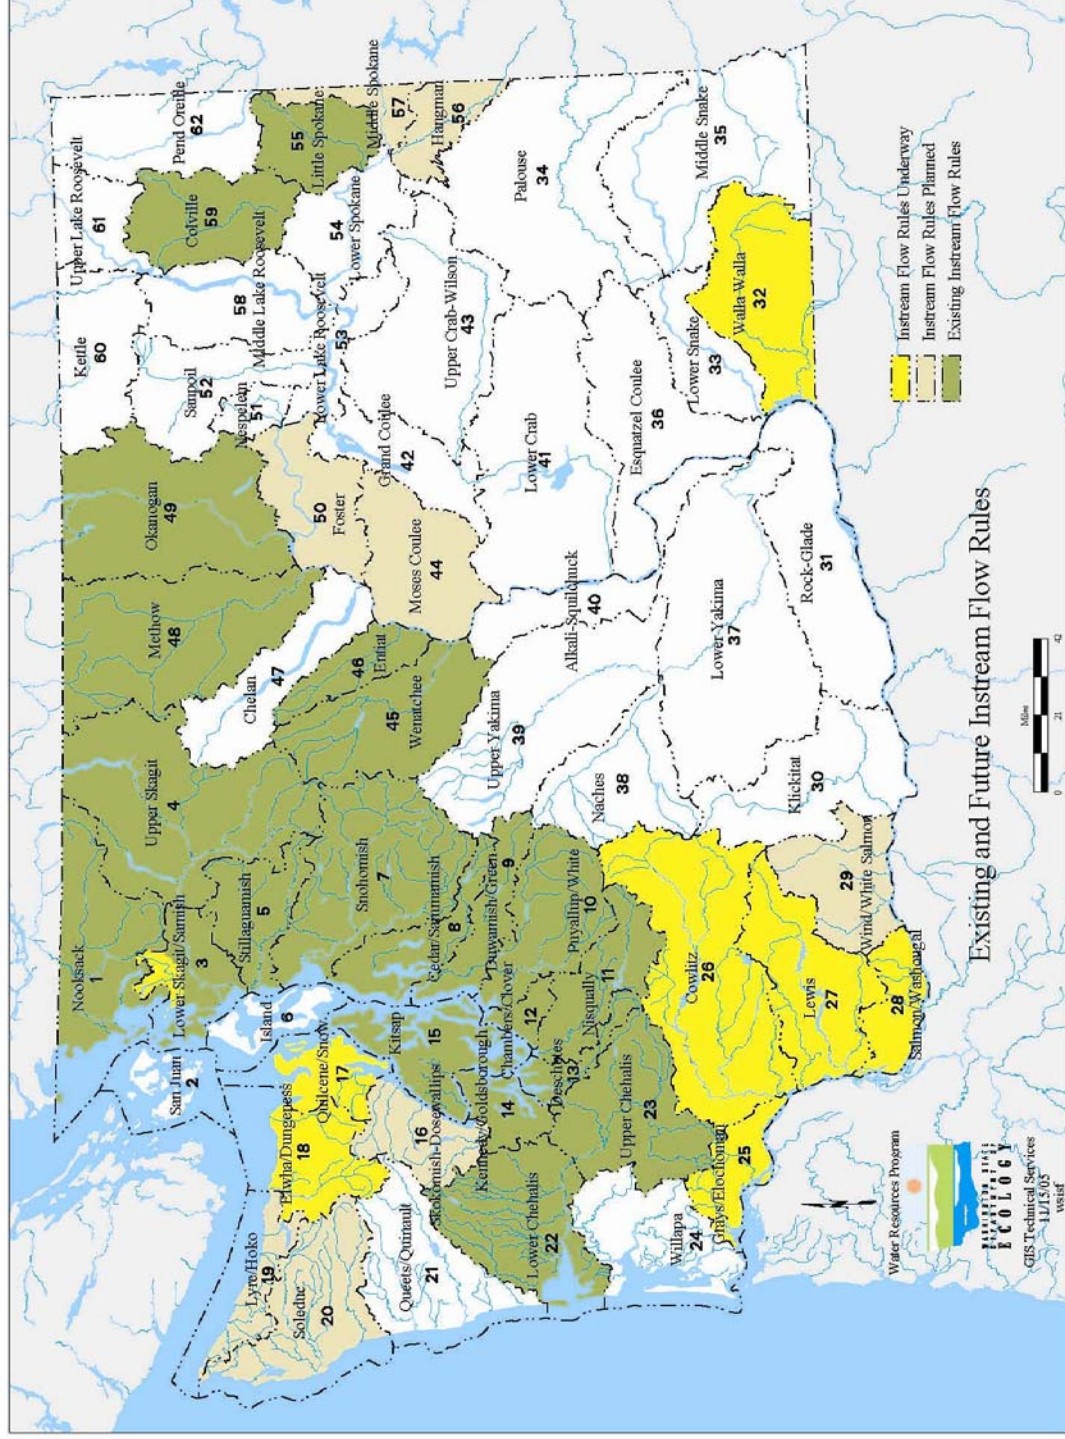 Nooksack
1
San Juan
2
Lower Skagit/Samish
3
Upper Skagit
4
Stillaguamish
5
Island
6
Snohomish
7
Kedar/Sammamish
8
Duwamish/Green
9
Puyallup/White
10
Nisqually
11
Chambers/Clover
12
Deschutes
13
Kennedy/Goldsborough
14
Kitsap
15
Skokomish-Dosewallips
16
Quilcene/Snow
17
Elwha/Dungeness
18
Lyre/Hoko
19
Soleduc
20
Queets/Quinault
21
Lower Chehalis
22
Upper Chehalis
23
Willapa
24
Grays/Elochoman
25
Cowlitz
26
Lewis
27
Salmon/Washougal
28
Wind/White Salmon
29
Klickitat
30
Rock-Glade
31
Walla-Walla
32
Lower Snake
33
Palouse
34
Middle Snake
35
Esquatzel Coulee
36
Lower Yakima
37
Naches
38
Upper Yakima
39
Alkali-Squilchuck
40
Lower Crab
41
Grand Coulee
42
Upper Crab-Wilson
43
Moses Coulee
44
Wenatchee
45
Entiat
46
Chelan
47
Methow
48
Okanogan
49
Foster
50
Nespelem
51
Sanpoil
52
Lower Lake Roosevelt
53
Lower Spokane
54
Little Spokane
55
Hangman
56
Middle Spokane
57
Middle Lake Roosevelt
58
Colville
59
Kettle
60
Upper Lake Roosevelt
61
Pend Oreille
62
Instream Flow Rules Underway
Instream Flow Rules Planned
Existing Instream Flow Rules
Existing and Future Instream Flow Rules
Miles
0 21 42
Water Resources Program
WASHINGTON STATE
DEPARTMENT OF
ECOLOGY
GIS Technical Services
11/15/05
wsisf